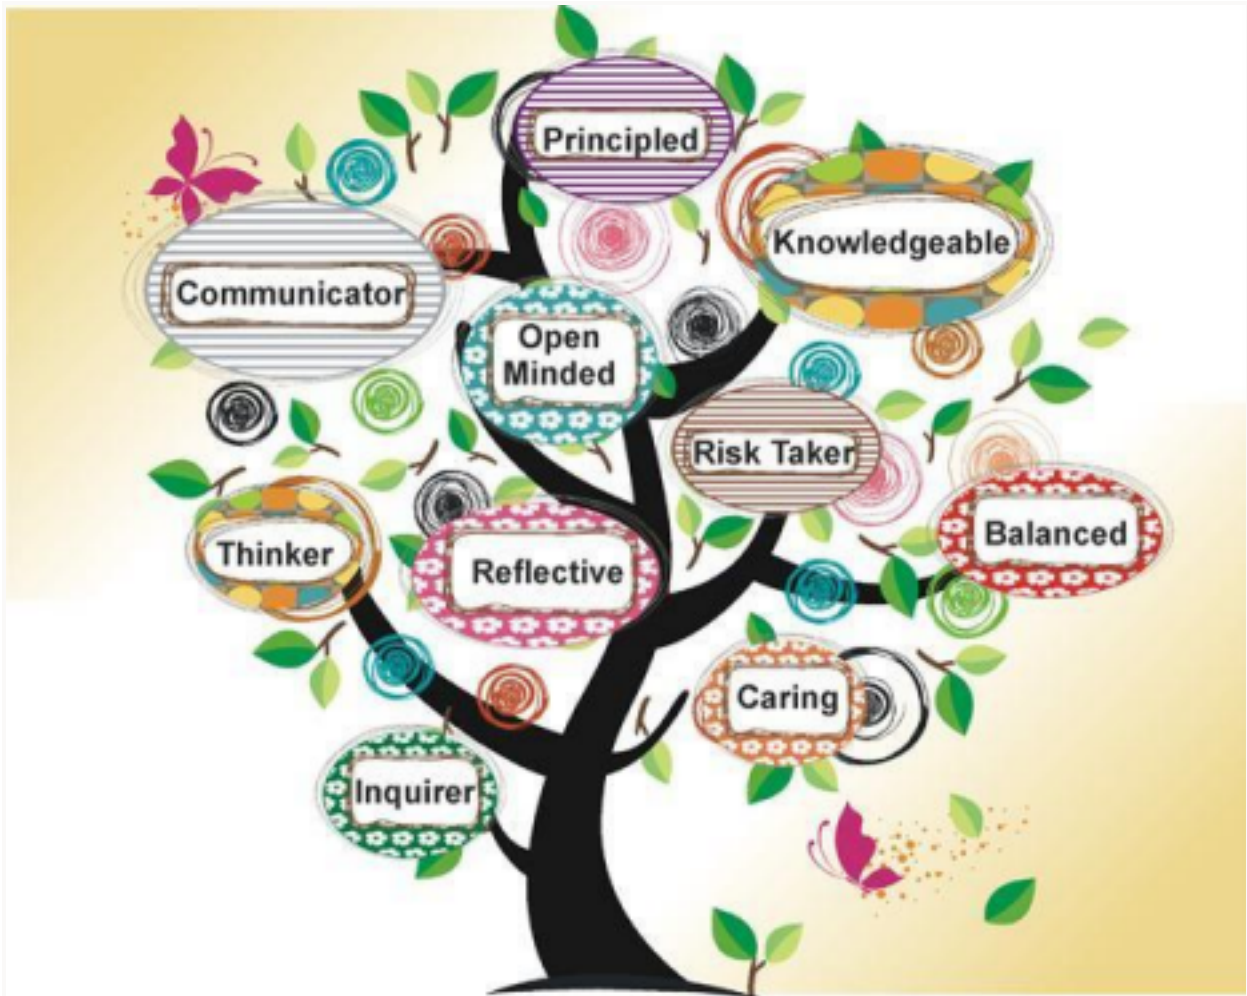 Principled
Knowledgeable
Communicator
Open
Minded
Risk Taker
Balanced
Thinker
Reflective
Caring
Inquirer